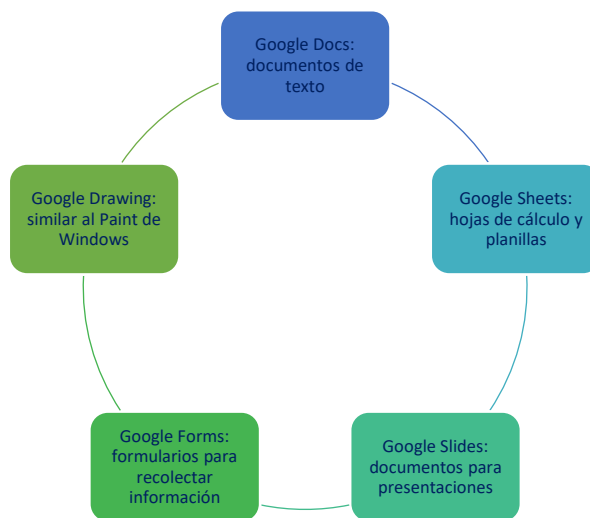 Google Docs:
documentos de
texto
Google Sheets:
hojas de cálculo y
planillas
Google Slides:
documentos para
presentaciones
Google Forms:
formularios para
recolectar
información
Google Drawing:
similar al Paint de
Windows